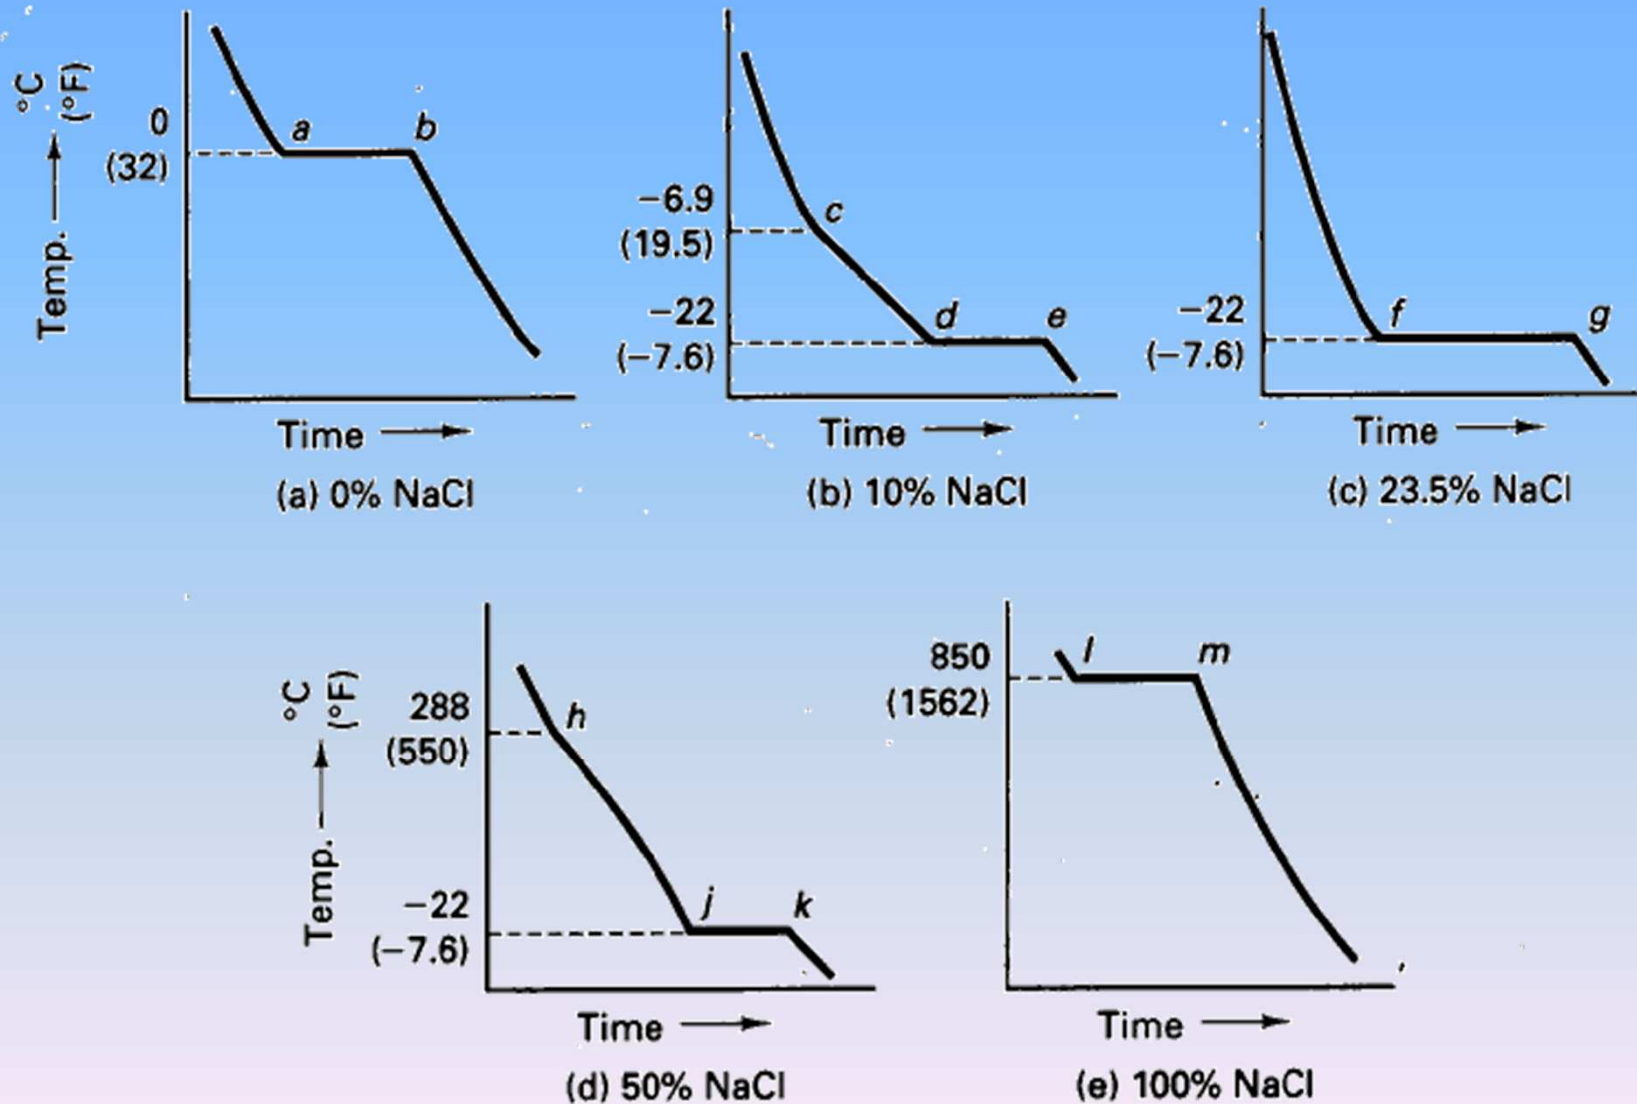 Temp. ⟶ °C (°F)
0
(32)
a
b
Time ⟶
(a) 0% NaCl
−6.9
(19.5)
−22
(−7.6)
c
d
e
Time ⟶
(b) 10% NaCl
−22
(−7.6)
f
g
Time ⟶
(c) 23.5% NaCl
Temp. ⟶ °C (°F)
288
(550)
−22
(−7.6)
h
j
k
Time ⟶
(d) 50% NaCl
850
(1562)
l
m
Time ⟶
(e) 100% NaCl